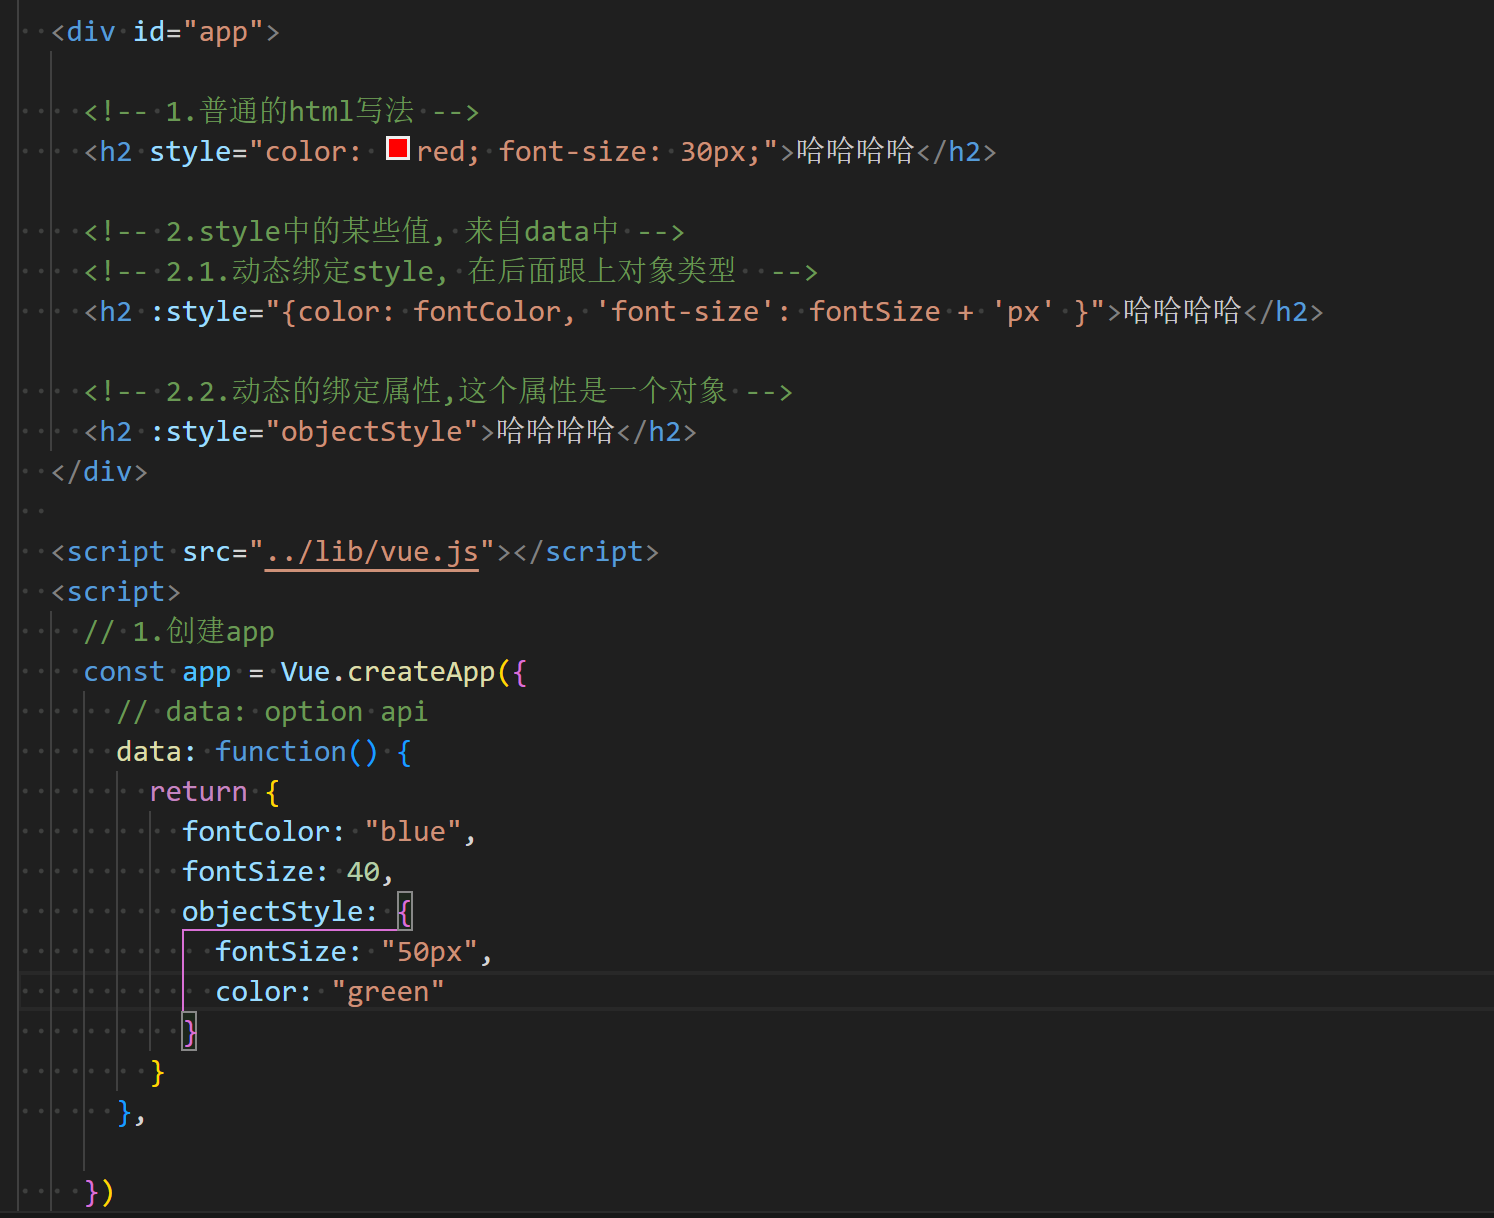 <div id="app">
<!-- 1.普通的html写法 -->
<h2 style="color: red; font-size: 30px;">哈哈哈哈</h2>
<!-- 2.style中的某些值, 来自data中 -->
<!-- 2.1.动态绑定style, 在后面跟上对象类型  -->
<h2 :style="{color: fontColor, 'font-size': fontSize + 'px' }">哈哈哈哈</h2>
<!-- 2.2.动态的绑定属性,这个属性是一个对象 -->
<h2 :style="objectStyle">哈哈哈哈</h2>
</div>
<script src="../lib/vue.js"></script>
<script>
// 1.创建app
const app = Vue.createApp({
// data: option api
data: function() {
return {
fontColor: "blue",
fontSize: 40,
objectStyle: {
fontSize: "50px",
color: "green"
}
}
},
})